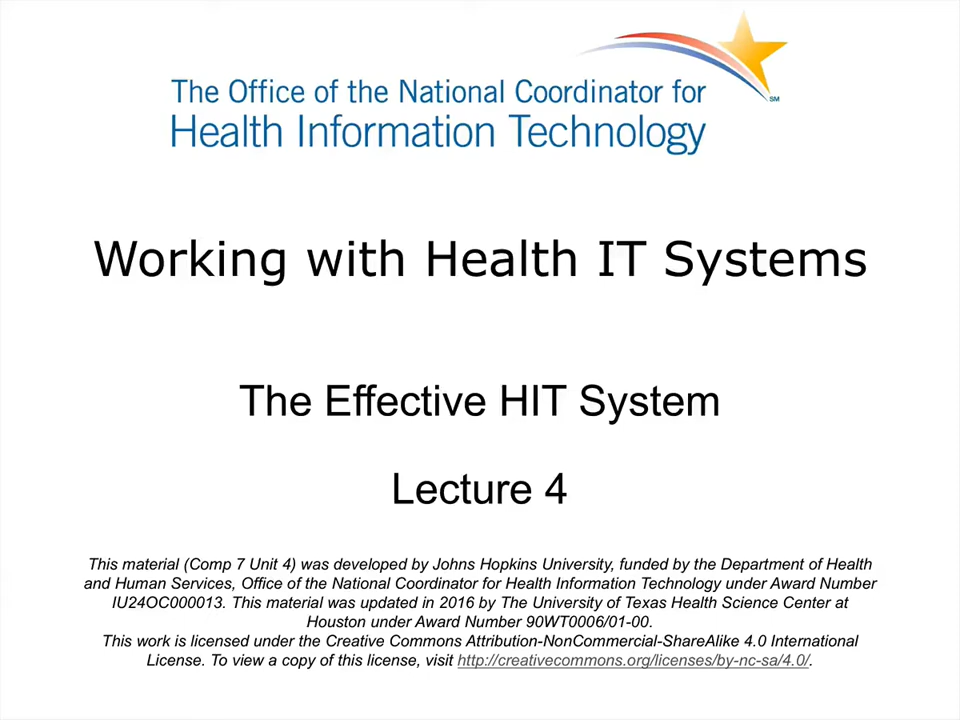 The Office of the National Coordinator for
Health Information Technology
SM
Working with Health IT Systems
The Effective HIT System
Lecture 4
This material (Comp 7 Unit 4) was developed by Johns Hopkins University, funded by the Department of Health
and Human Services, Office of the National Coordinator for Health Information Technology under Award Number
IU24OC000013. This material was updated in 2016 by The University of Texas Health Science Center at
Houston under Award Number 90WT0006/01-00.
This work is licensed under the Creative Commons Attribution-NonCommercial-ShareAlike 4.0 International
License. To view a copy of this license, visit http://creativecommons.org/licenses/by-nc-sa/4.0/.